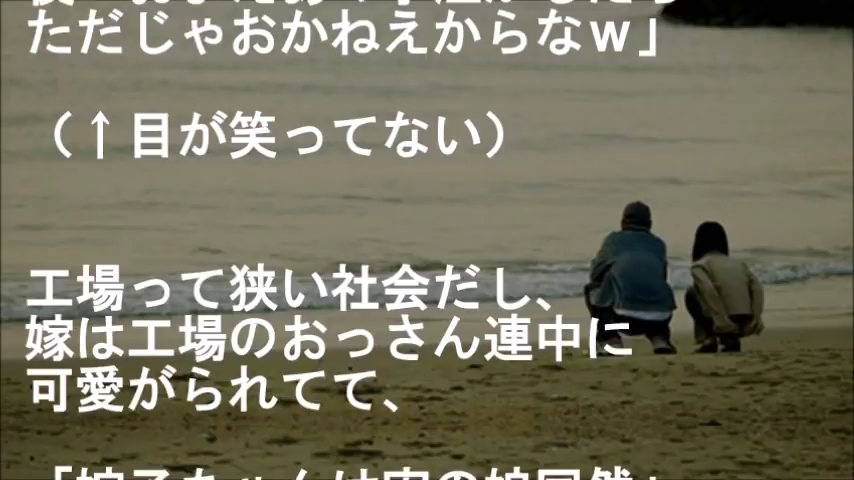 ただじゃおかねえからなｗ」
（↑目が笑ってない）
工場って狭い社会だし、
嫁は工場のおっさん連中に
可愛がられてて、